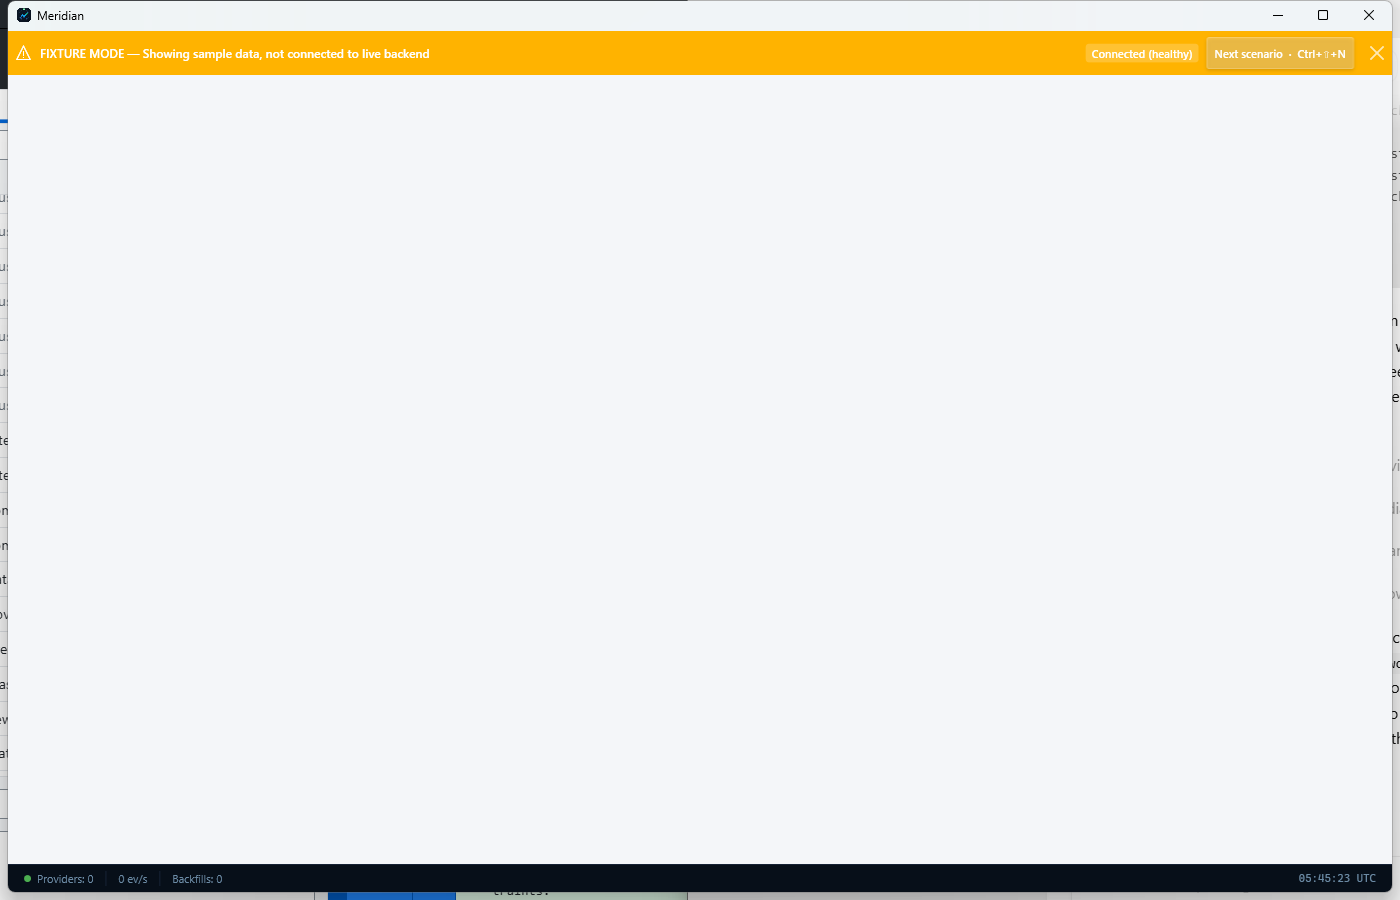 Meridian
FIXTURE MODE — Showing sample data, not connected to live backend
Connected (healthy)
Next scenario · Ctrl+⇧+N
Providers: 0
0 ev/s
Backfills: 0
05:45:23 UTC